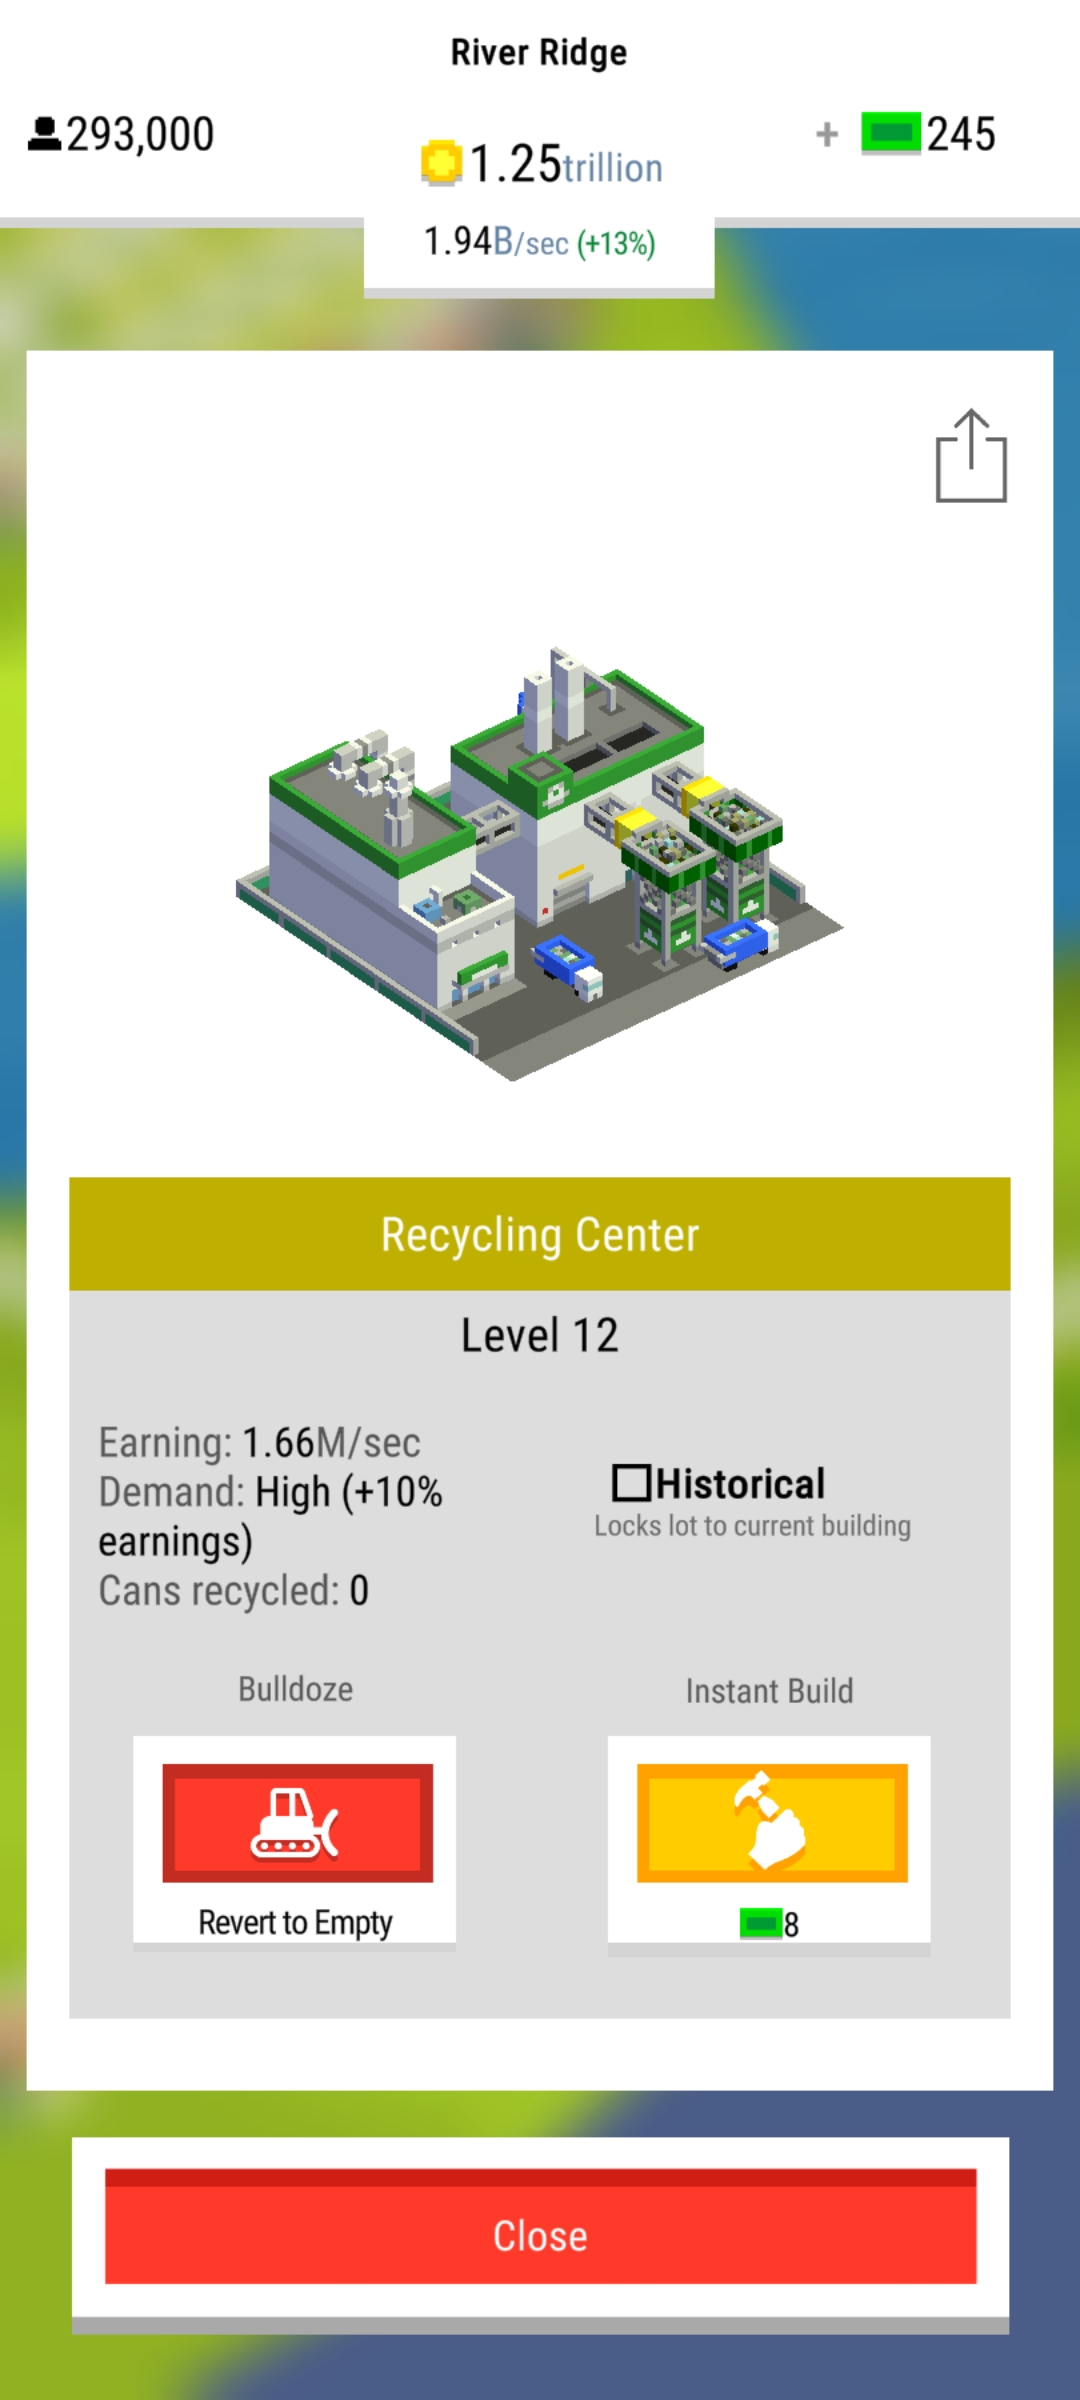 River Ridge
293,000
1.25trillion
+ 245
1.94B/sec (+13%)
Recycling Center
Level 12
Earning: 1.66M/sec
Demand: High (+10%
earnings)
Cans recycled: 0
Historical
Locks lot to current building
Bulldoze
Instant Build
Revert to Empty
8
Close